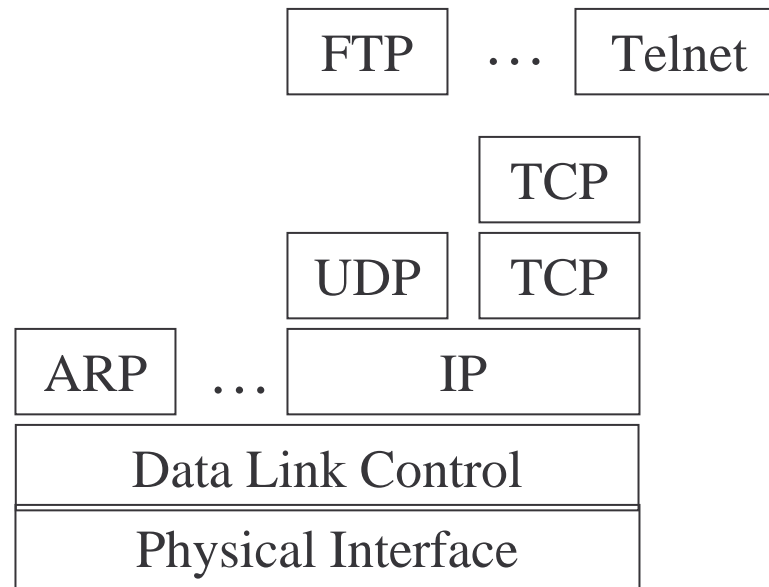 FTP … Telnet
TCP
UDP TCP
ARP … IP
Data Link Control
Physical Interface